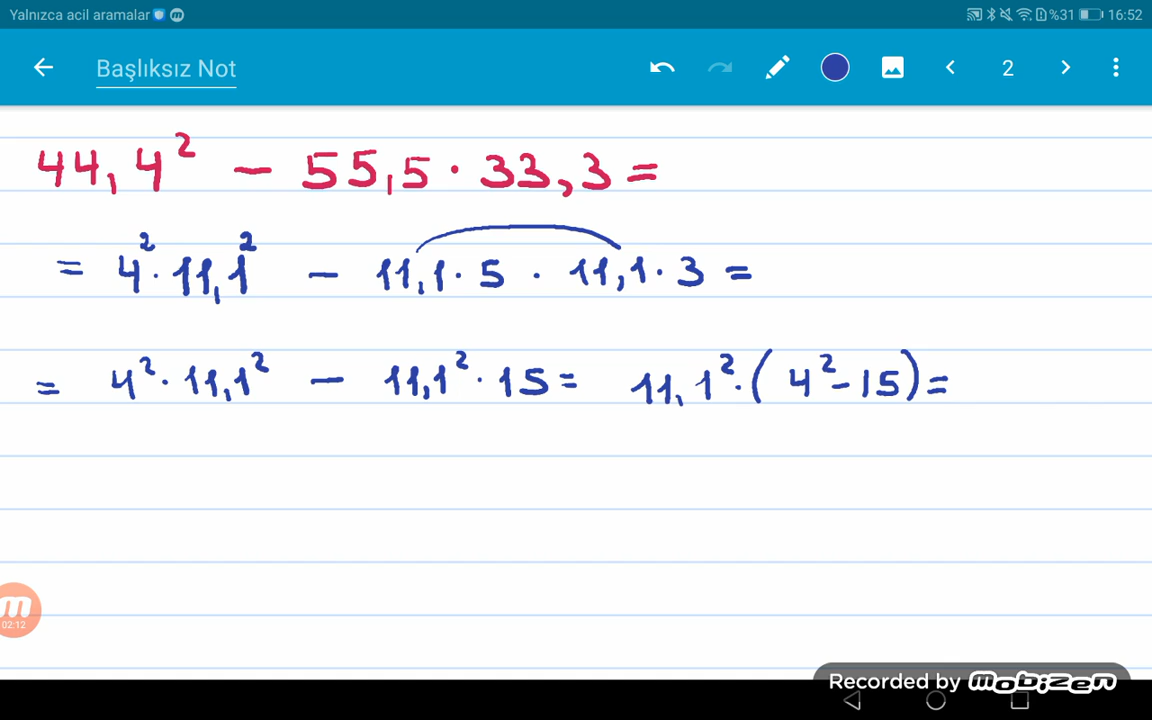 Yalnızca acil aramalar %31 16:52
Başlıksız Not 2
44,4² - 55,5 · 33,3 =
= 4² · 11,1² - 11,1 · 5 · 11,1 · 3 =
= 4² · 11,1² - 11,1² · 15 = 11,1² · (4² - 15) =
02:12
Recorded by mobizen